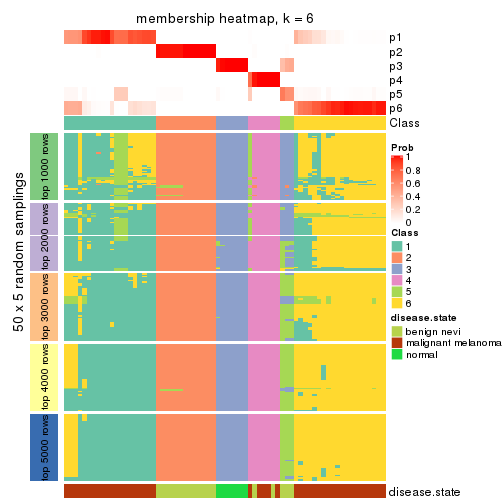 membership heatmap, k = 6
p1
p2
p3
p4
p5
p6
Class
50 x 5 random samplings
top 1000 rows
top 2000 rows
top 3000 rows
top 4000 rows
top 5000 rows
Prob
1
0.8
0.6
0.4
0.2
0
Class
1
2
3
4
5
6
disease.state
benign nevi
malignant melanoma
normal
disease.state